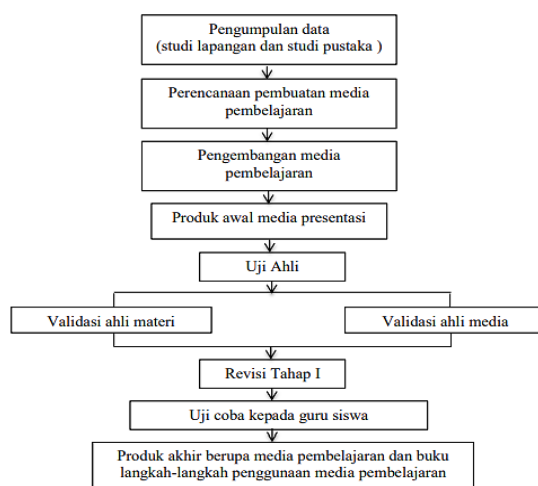 Pengumpulan data
(studi lapangan dan studi pustaka )
Perencanaan pembuatan media
pembelajaran
Pengembangan media
pembelajaran
Produk awal media presentasi
Uji Ahli
Validasi ahli materi
Validasi ahli media
Revisi Tahap I
Uji coba kepada guru siswa
Produk akhir berupa media pembelajaran dan buku
langkah-langkah penggunaan media pembelajaran